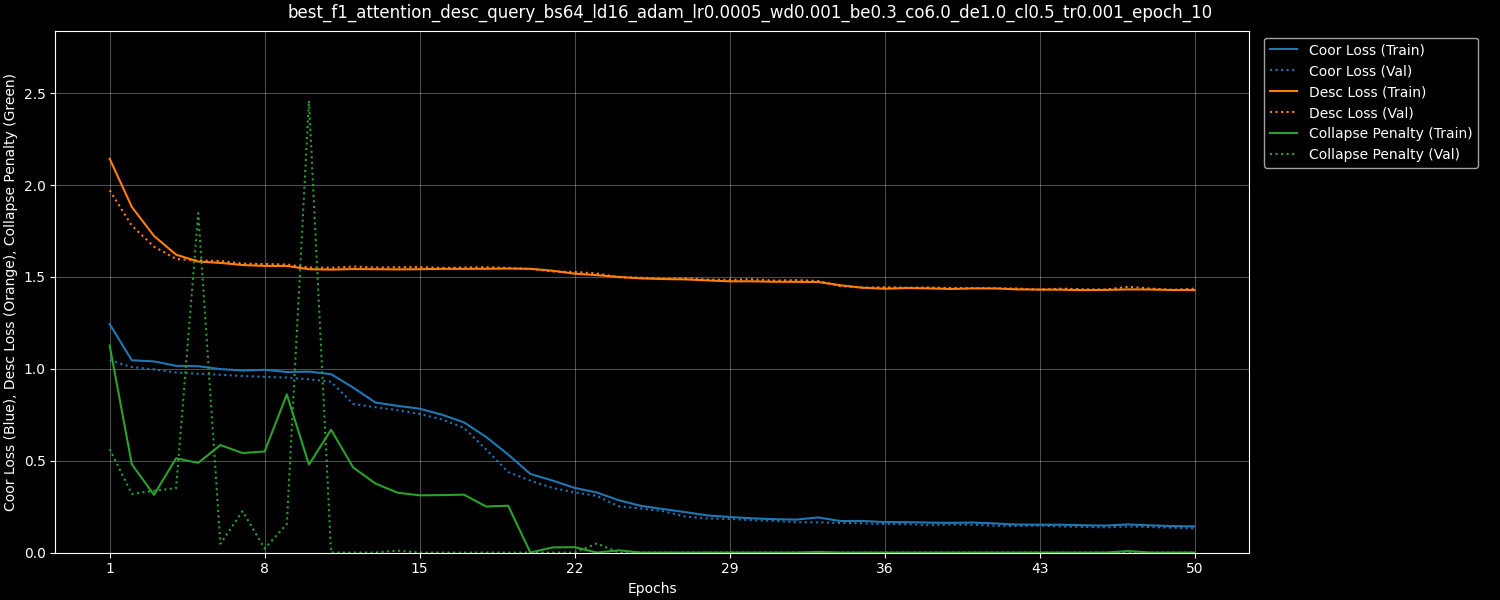 best_f1_attention_desc_query_bs64_ld16_adam_lr0.0005_wd0.001_be0.3_co6.0_de1.0_cl0.5_tr0.001_epoch_10
Coor Loss (Blue), Desc Loss (Orange), Collapse Penalty (Green)
2.5
2.0
1.5
1.0
0.5
0.0
1 8 15 22 29 36 43 50
Epochs
Coor Loss (Train)
Coor Loss (Val)
Desc Loss (Train)
Desc Loss (Val)
Collapse Penalty (Train)
Collapse Penalty (Val)